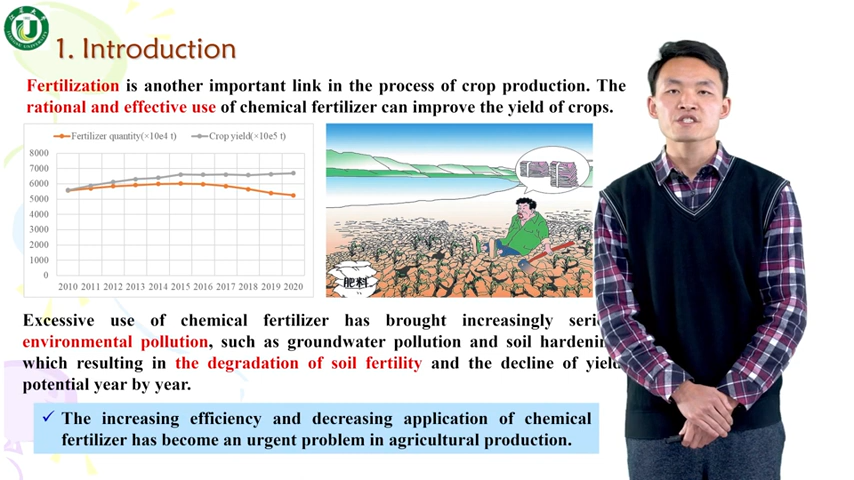 1. Introduction
Fertilization is another important link in the process of crop production. The
rational and effective use of chemical fertilizer can improve the yield of crops.
Fertilizer quantity(×10e4 t) Crop yield(×10e5 t)
8000
7000
6000
5000
4000
3000
2000
1000
0
2010 2011 2012 2013 2014 2015 2016 2017 2018 2019 2020
肥料
Excessive use of chemical fertilizer has brought increasingly
environmental pollution, such as groundwater pollution and soil
which resulting in the degradation of soil fertility and the decline of
potential year by year.
✓ The increasing efficiency and decreasing application of chemical
fertilizer has become an urgent problem in agricultural production.